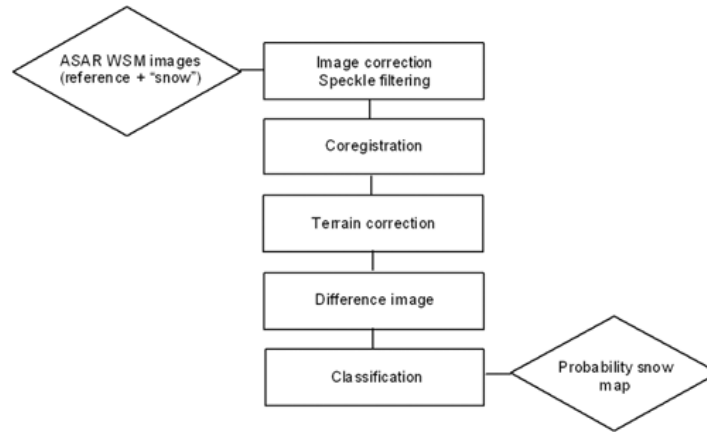 ASAR WSM images
(reference + “snow”)
Image correction
Speckle filtering
Coregistration
Terrain correction
Difference image
Classification
Probability snow
map